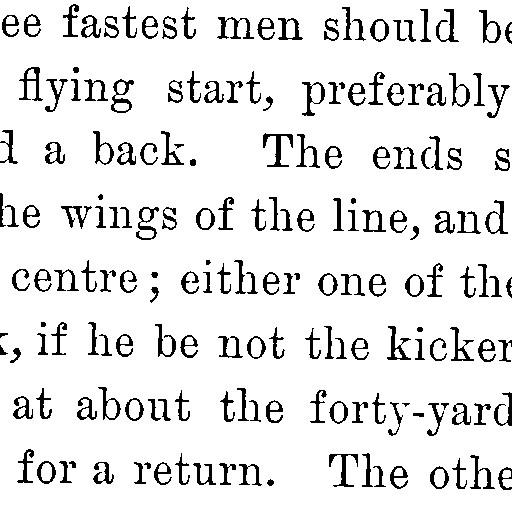 ee fastest men should be
flying start, preferably
d a back. The ends s
he wings of the line, and
centre; either one of the
, if he be not the kicker
at about the forty-yard
for a return. The othe